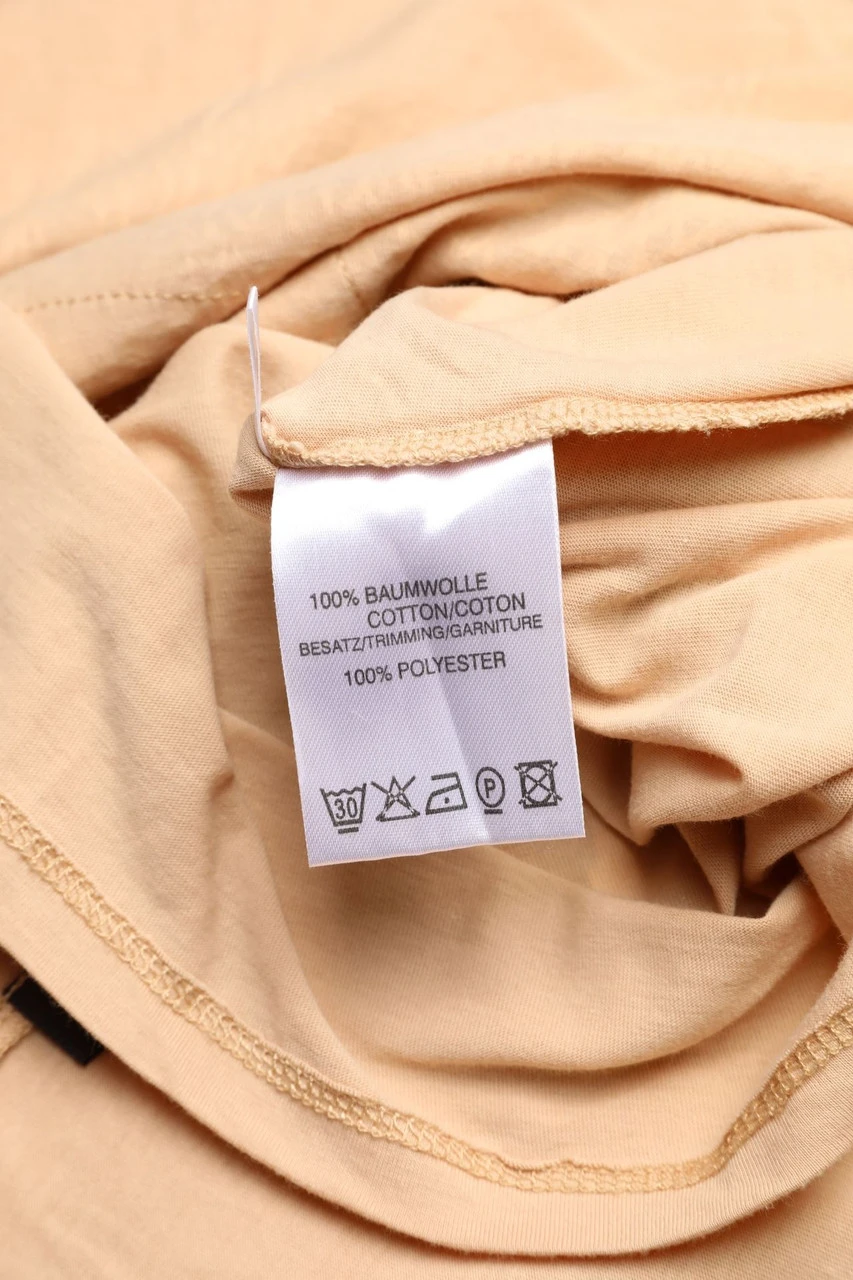 100% BAUMWOLLE
COTTON/COTON
BESATZ/TRIMMING/GARNITURE
100% POLYESTER
30 P